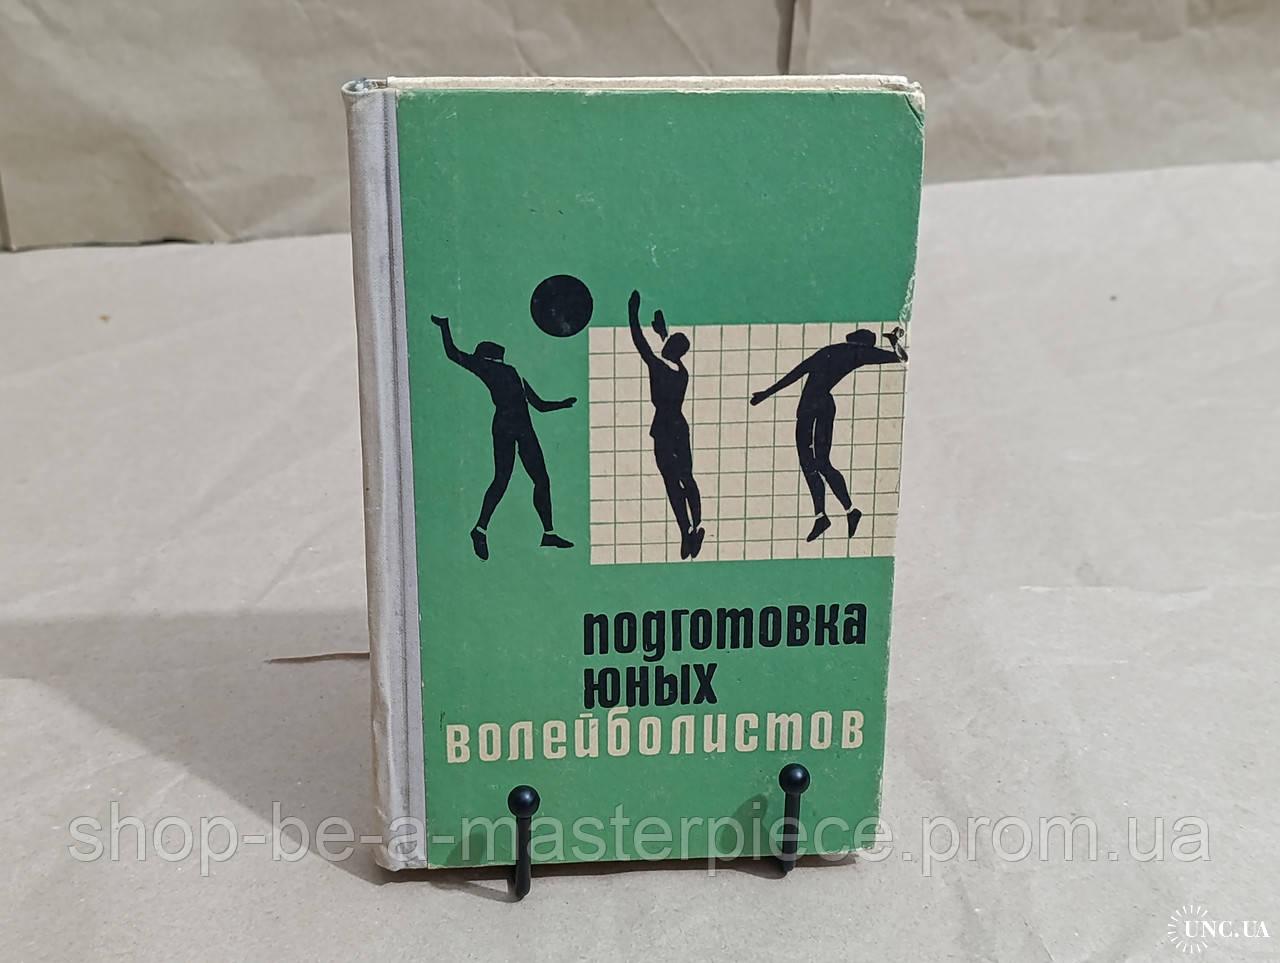 подготовка
юных
волейболистов
shop-be-a-masterpiece.prom.ua
UNC.UA